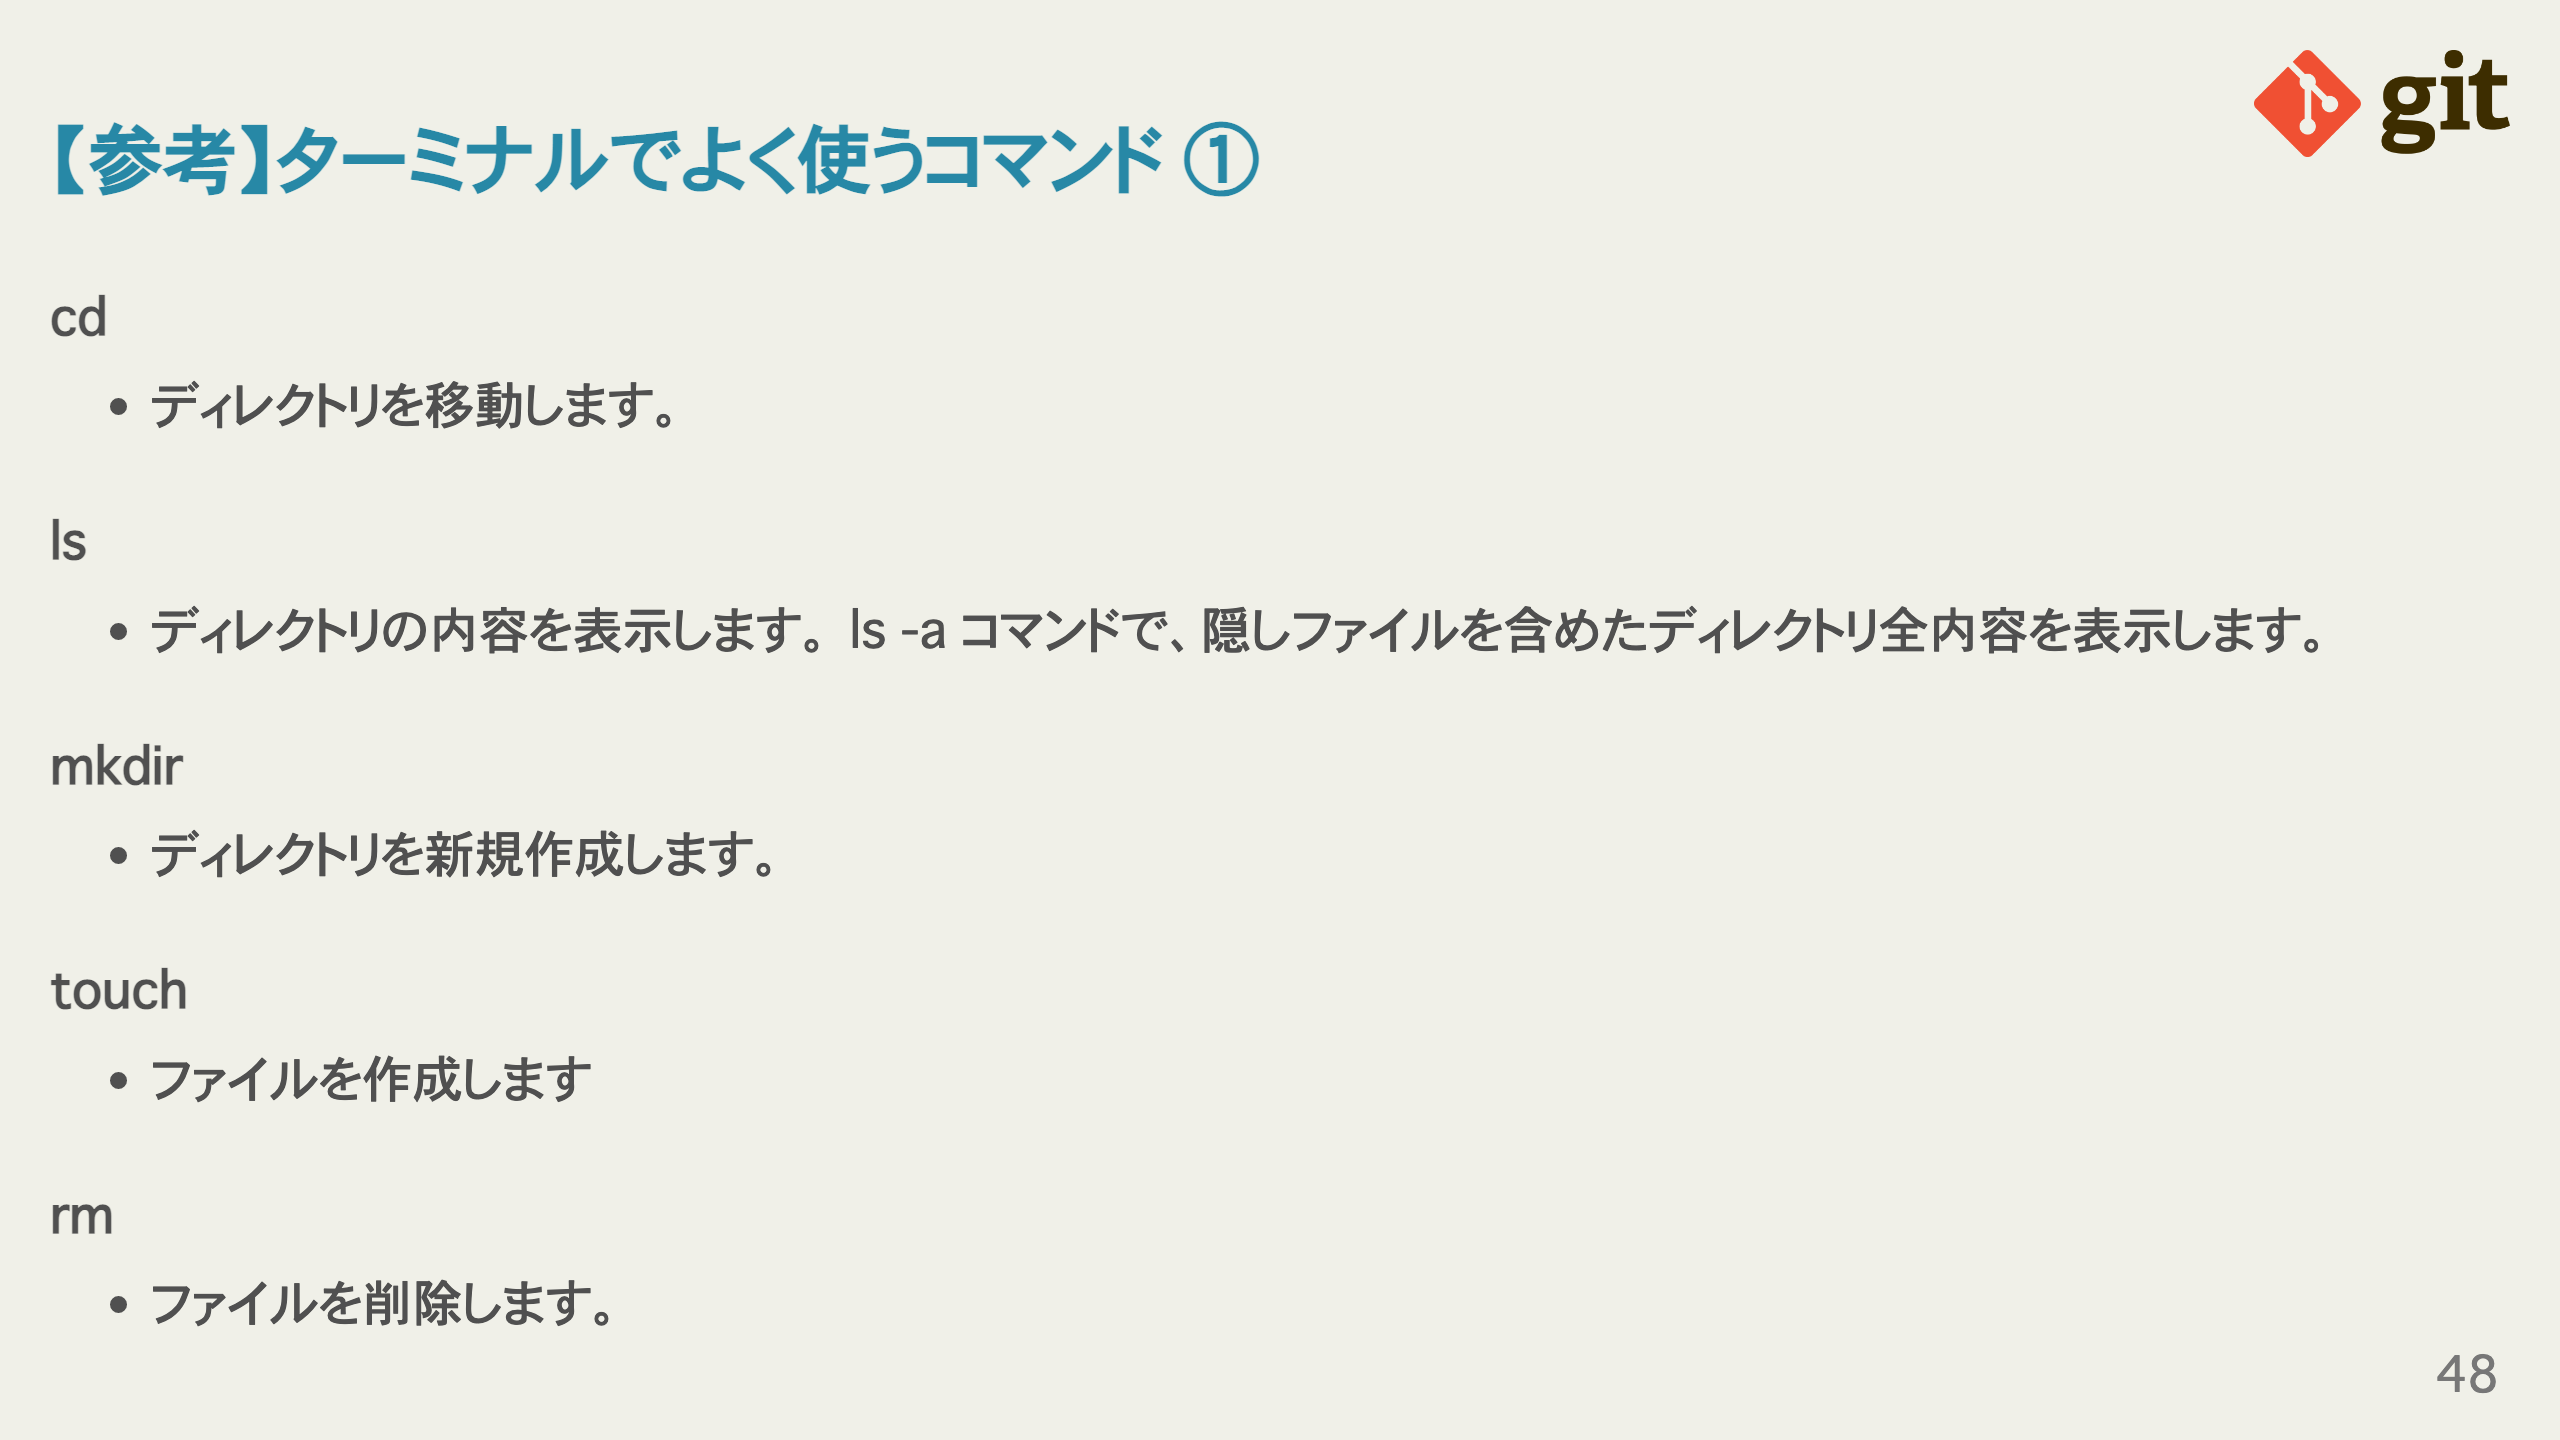 git
【参考】ターミナルでよく使うコマンド ①
cd
• ディレクトリを移動します。
ls
• ディレクトリの内容を表示します。 ls -a コマンドで、隠しファイルを含めたディレクトリ全内容を表示します。
mkdir
• ディレクトリを新規作成します。
touch
• ファイルを作成します
rm
• ファイルを削除します。
48